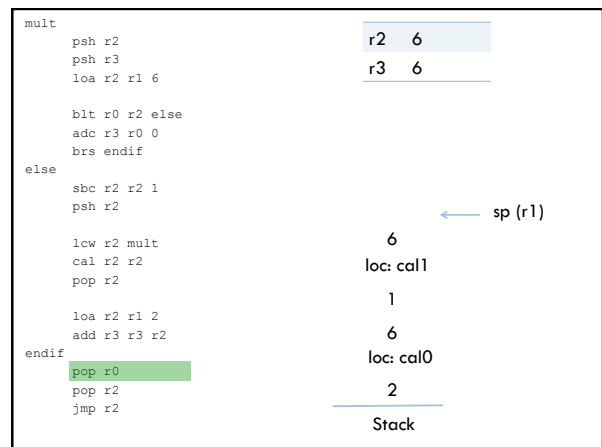 mult
psh r2
psh r3
loa r2 r1 6
blt r0 r2 else
adc r3 r0 0
brs endif
else
sbc r2 r2 1
psh r2
lcw r2 mult
cal r2 r2
pop r2
loa r2 r1 2
add r3 r3 r2
endif
pop r0
pop r2
jmp r2
r2 6
r3 6
sp (r1)
6
loc: cal1
1
6
loc: cal0
2
Stack